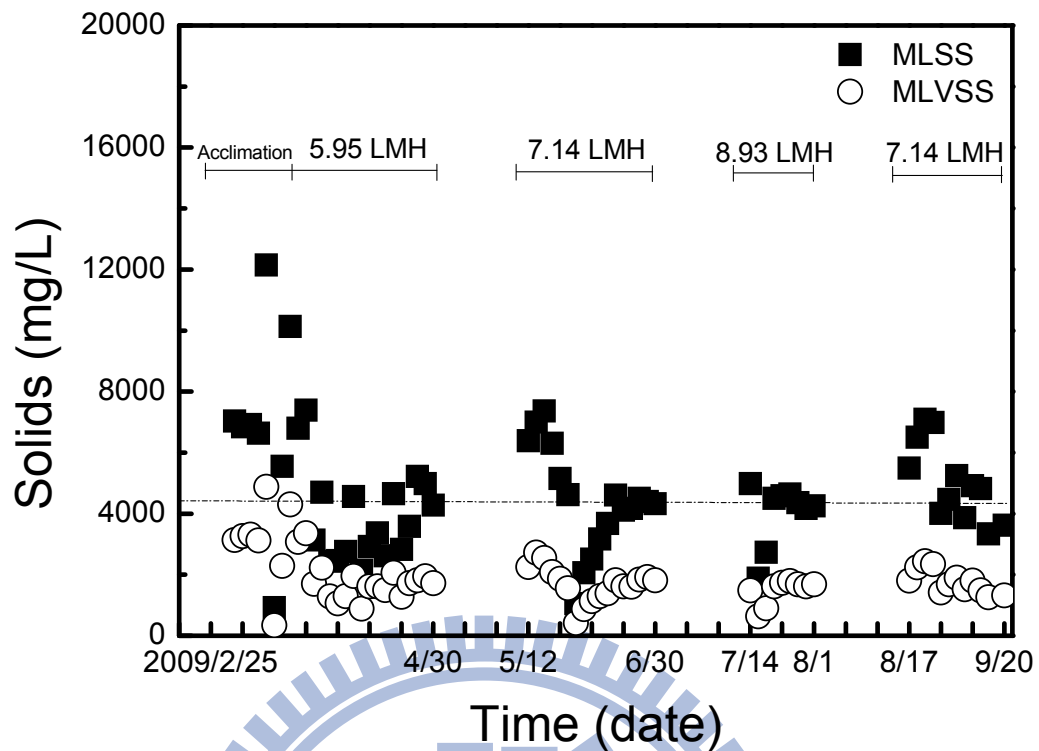 20000
16000
12000
8000
4000
0
Solids (mg/L)
MLSS
MLVSS
Acclimation
5.95 LMH
7.14 LMH
8.93 LMH
7.14 LMH
2009/2/25
4/30
5/12
6/30
7/14
8/1
8/17
9/20
Time (date)